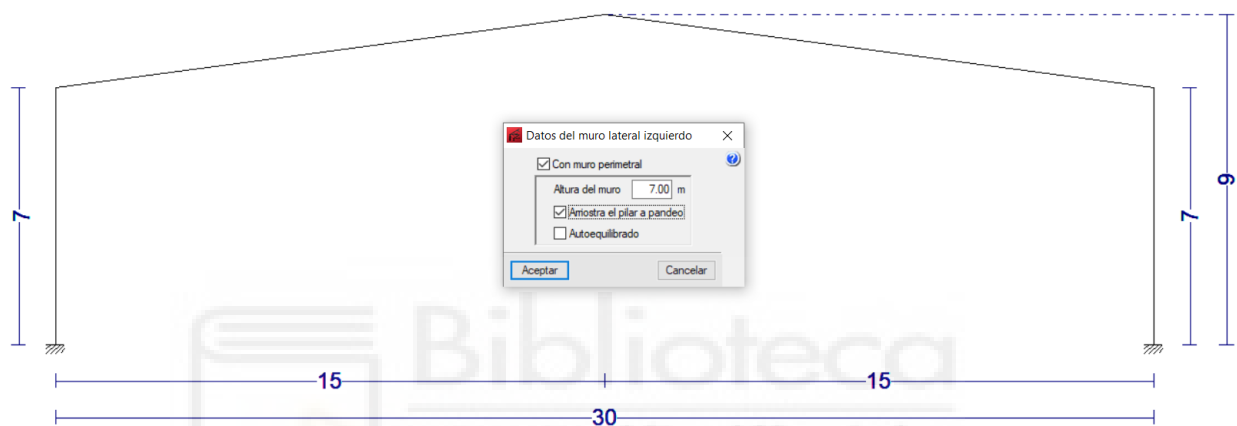 Datos del muro lateral izquierdo
Con muro perimetral
Altura del muro 7.00 m
Arriostra el pilar a pandeo
Autoequilibrado
Aceptar Cancelar
7
7
9
15
15
30
Biblioteca